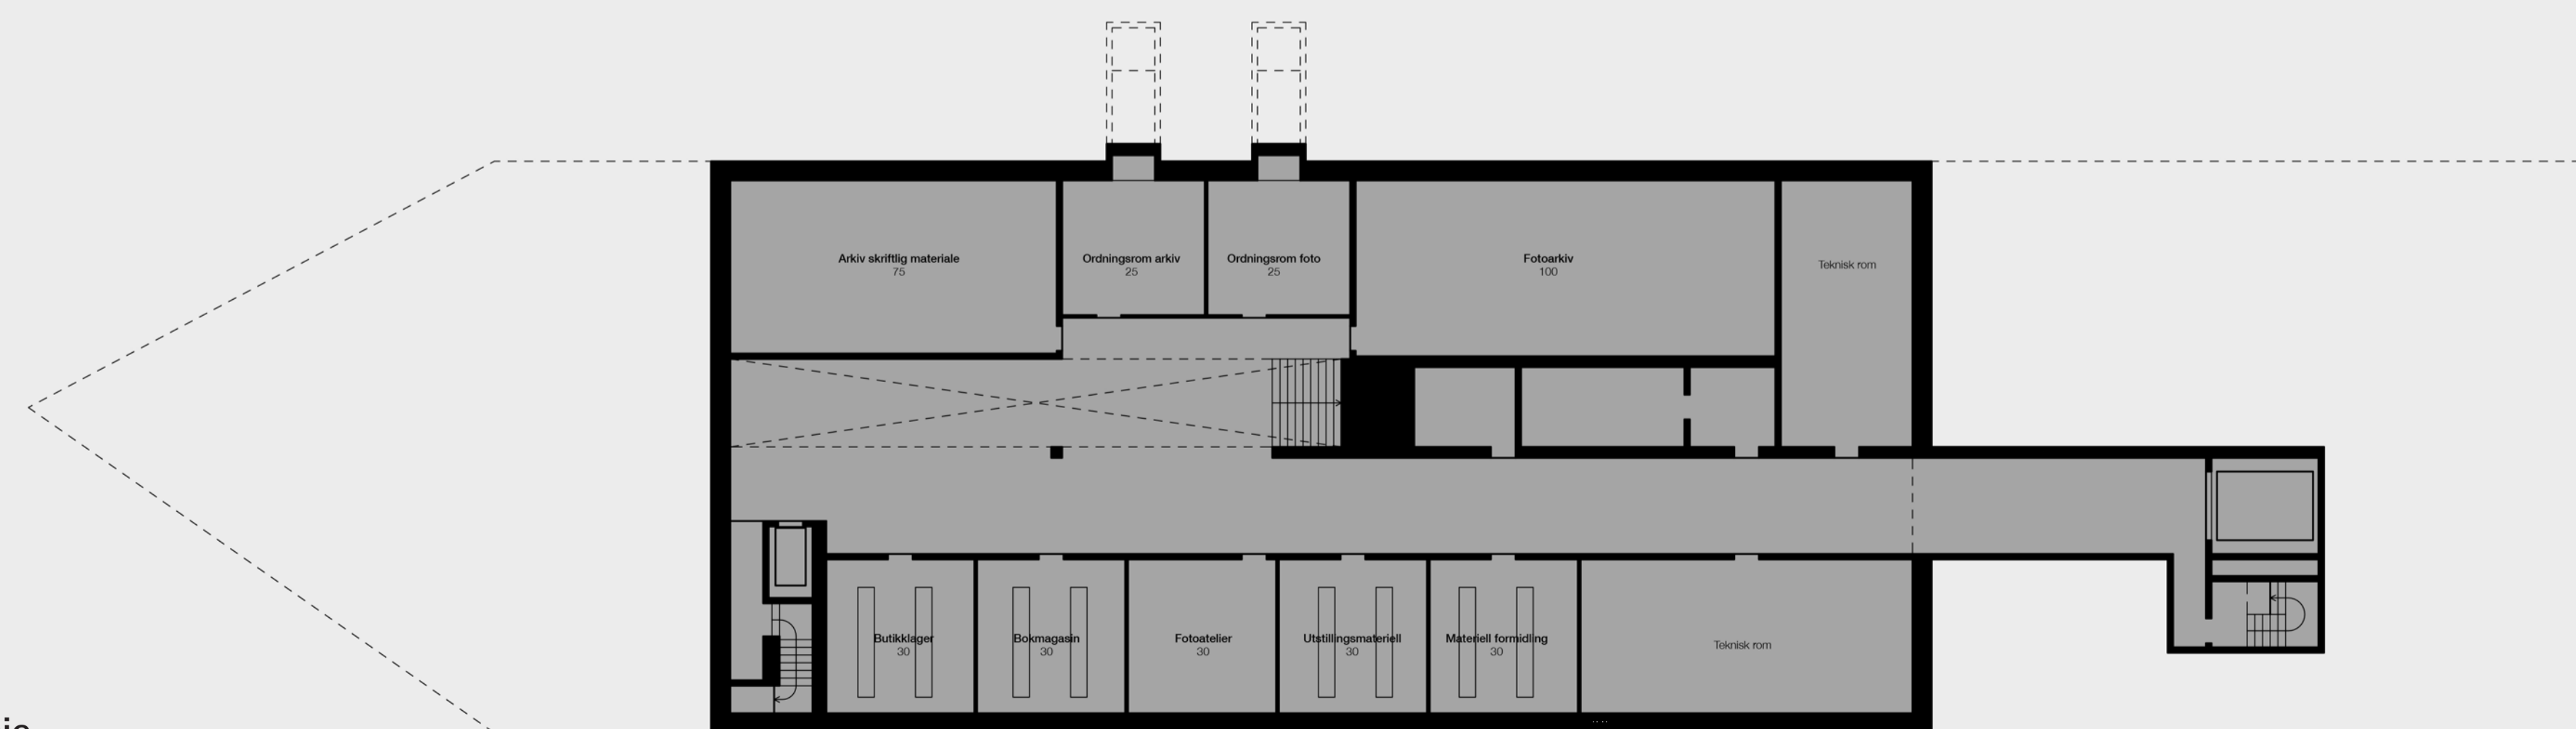 Arkiv skriftlig materiale
75
Ordningsrom arkiv
25
Ordningsrom foto
25
Fotoarkiv
100
Teknisk rom
Butikklager
30
Bokmagasin
30
Fotoatelier
30
Utstillingsmateriell
30
Materiell formidling
30
Teknisk rom